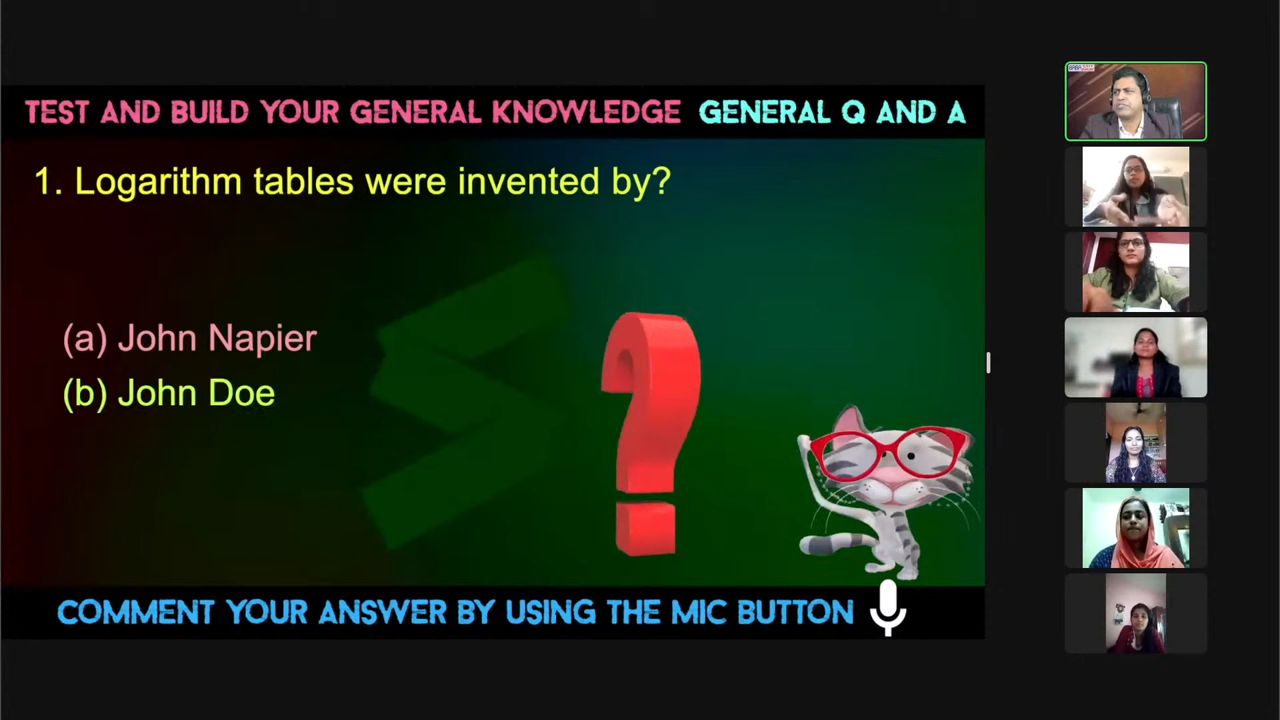 TEST AND BUILD YOUR GENERAL KNOWLEDGE GENERAL Q AND A
1. Logarithm tables were invented by?
(a) John Napier
(b) John Doe
COMMENT YOUR ANSWER BY USING THE MIC BUTTON